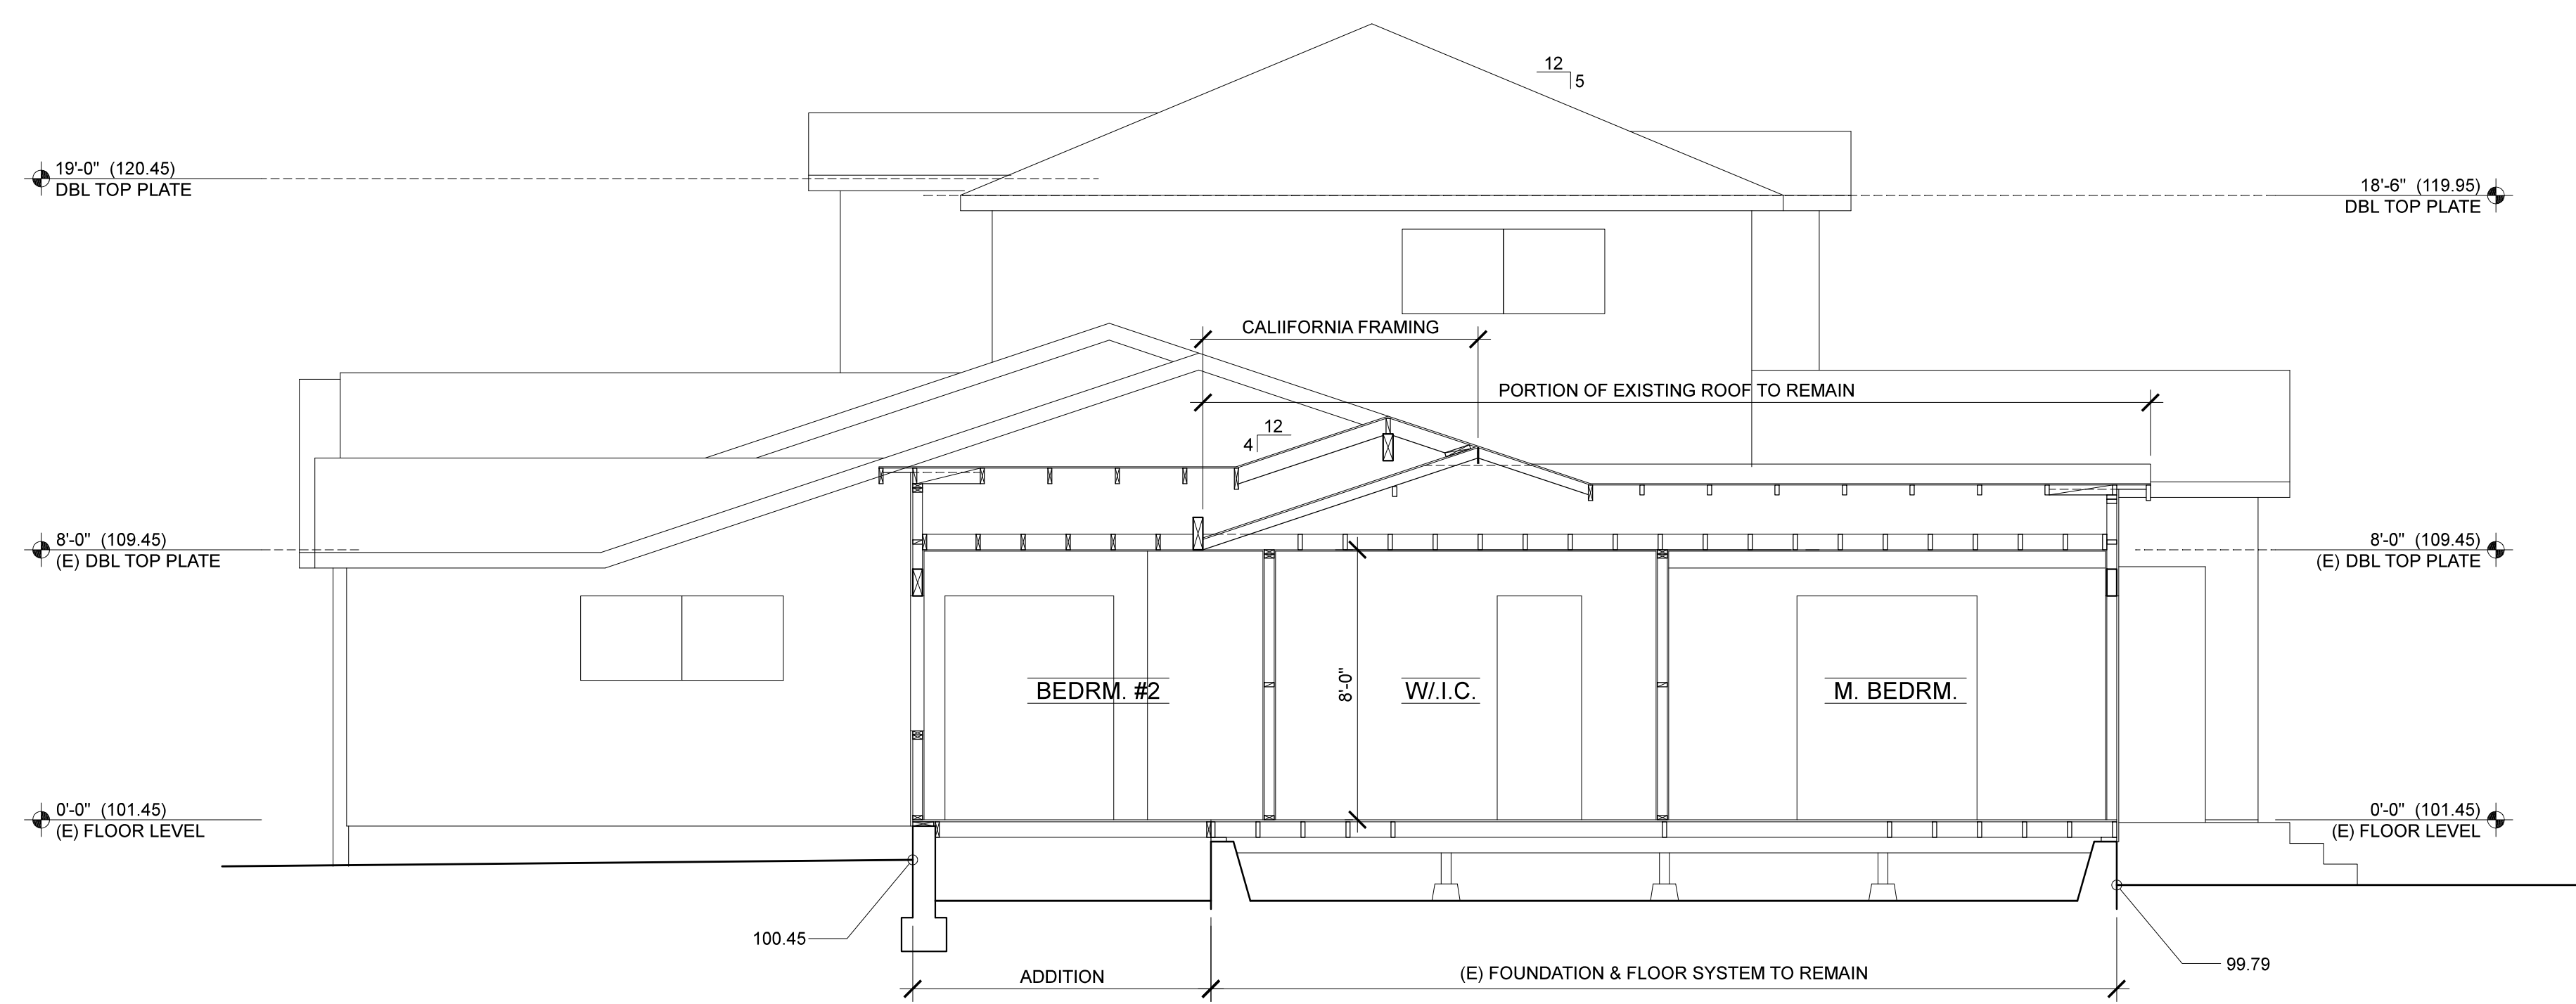 12
5
19'-0" (120.45)
DBL TOP PLATE
18'-6" (119.95)
DBL TOP PLATE
CALIIFORNIA FRAMING
PORTION OF EXISTING ROOF TO REMAIN
12
4
8'-0" (109.45)
(E) DBL TOP PLATE
8'-0" (109.45)
(E) DBL TOP PLATE
BEDRM. #2
8'-0"
W/.I.C.
M. BEDRM.
0'-0" (101.45)
(E) FLOOR LEVEL
0'-0" (101.45)
(E) FLOOR LEVEL
100.45
99.79
ADDITION
(E) FOUNDATION & FLOOR SYSTEM TO REMAIN